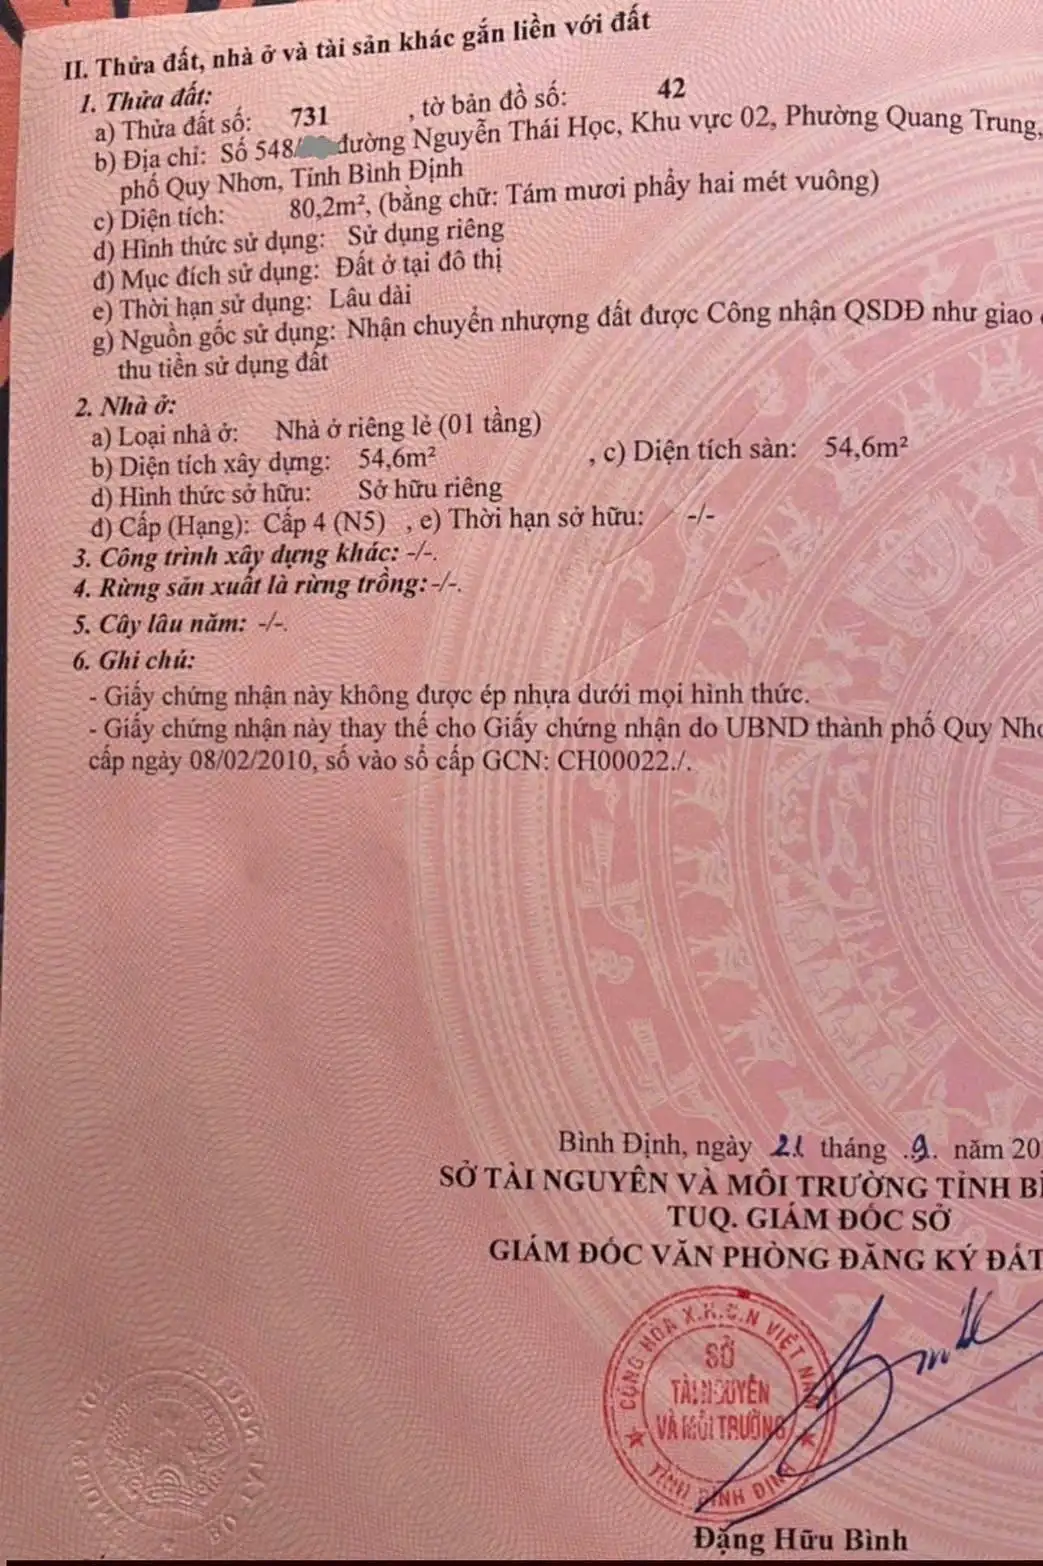 II. Thửa đất, nhà ở và tài sản khác gắn liền với đất
1. Thửa đất:
a) Thửa đất số: 731 , tờ bản đồ số: 42
b) Địa chỉ: Số 548/ đường Nguyễn Thái Học, Khu vực 02, Phường Quang Trung,
phố Quy Nhơn, Tỉnh Bình Định
c) Diện tích: 80,2m², (bằng chữ: Tám mươi phẩy hai mét vuông)
d) Hình thức sử dụng: Sử dụng riêng
đ) Mục đích sử dụng: Đất ở tại đô thị
e) Thời hạn sử dụng: Lâu dài
g) Nguồn gốc sử dụng: Nhận chuyển nhượng đất được Công nhận QSDĐ như giao
thu tiền sử dụng đất
2. Nhà ở:
a) Loại nhà ở: Nhà ở riêng lẻ (01 tầng)
b) Diện tích xây dựng: 54,6m² , c) Diện tích sàn: 54,6m²
d) Hình thức sở hữu: Sở hữu riêng
đ) Cấp (Hạng): Cấp 4 (N5) , e) Thời hạn sở hữu: -/-
3. Công trình xây dựng khác: -/-.
4. Rừng sản xuất là rừng trồng: -/-.
5. Cây lâu năm: -/-.
6. Ghi chú:
- Giấy chứng nhận này không được ép nhựa dưới mọi hình thức.
- Giấy chứng nhận này thay thế cho Giấy chứng nhận do UBND thành phố Quy Nhơ
cấp ngày 08/02/2010, số vào sổ cấp GCN: CH00022./.
Bình Định, ngày 21 tháng .9. năm 20
SỞ TÀI NGUYÊN VÀ MÔI TRƯỜNG TỈNH BÌ
TUQ. GIÁM ĐỐC SỞ
GIÁM ĐỐC VĂN PHÒNG ĐĂNG KÝ ĐẤT
CỘNG HÒA X.H.C.N VIỆT NAM
SỞ
TÀI NGUYÊN
VÀ MÔI TRƯỜNG
TỈNH BÌNH ĐỊNH
Đặng Hữu Bình